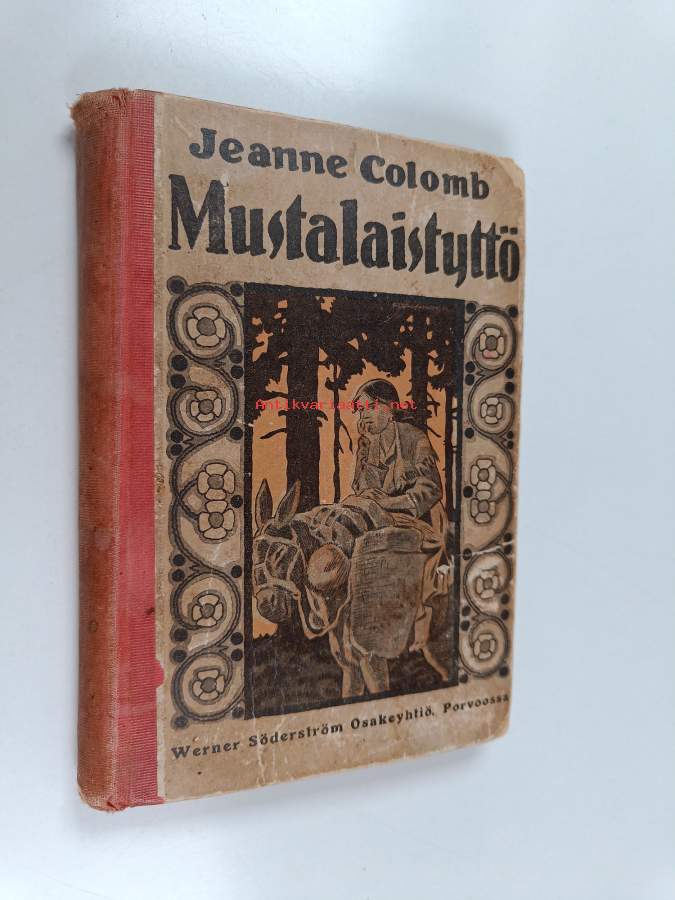 Jeanne Colomb
Mustalaistyttö
Antikvariaatti.net
Werner Söderström Osakeyhtiö, Porvoossa